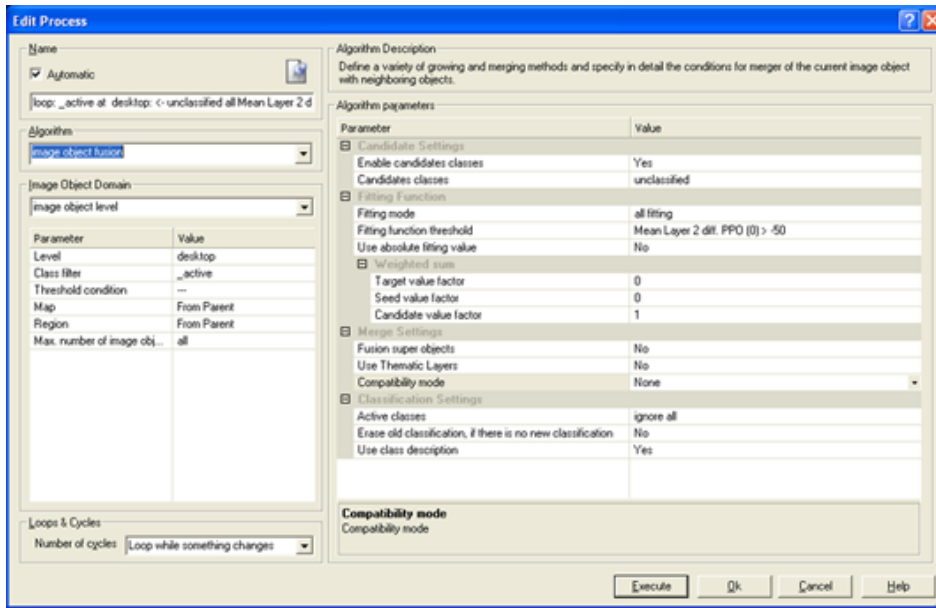 Edit Process
Name
Automatic
loop: _active at desktop: <- unclassified all Mean Layer 2 d
Algorithm
image object fusion
Image Object Domain
image object level
Parameter Value
Level desktop
Class filter _active
Threshold condition ---
Map From Parent
Region From Parent
Max. number of image obj... all
Loops & Cycles
Number of cycles Loop while something changes
Algorithm Description
Define a variety of growing and merging methods and specify in detail the conditions for merger of the current image object
with neighboring objects.
Algorithm parameters
Parameter Value
Candidate Settings
Enable candidates classes Yes
Candidates classes unclassified
Fitting Function
Fitting mode all fitting
Fitting function threshold Mean Layer 2 diff. PPO (0) > -50
Use absolute fitting value No
Weighted sum
Target value factor 0
Seed value factor 0
Candidate value factor 1
Merge Settings
Fusion super objects No
Use Thematic Layers No
Compatibility mode None
Classification Settings
Active classes ignore all
Erase old classification, if there is no new classification No
Use class description Yes
Compatibility mode
Compatibility mode
Execute Ok Cancel Help